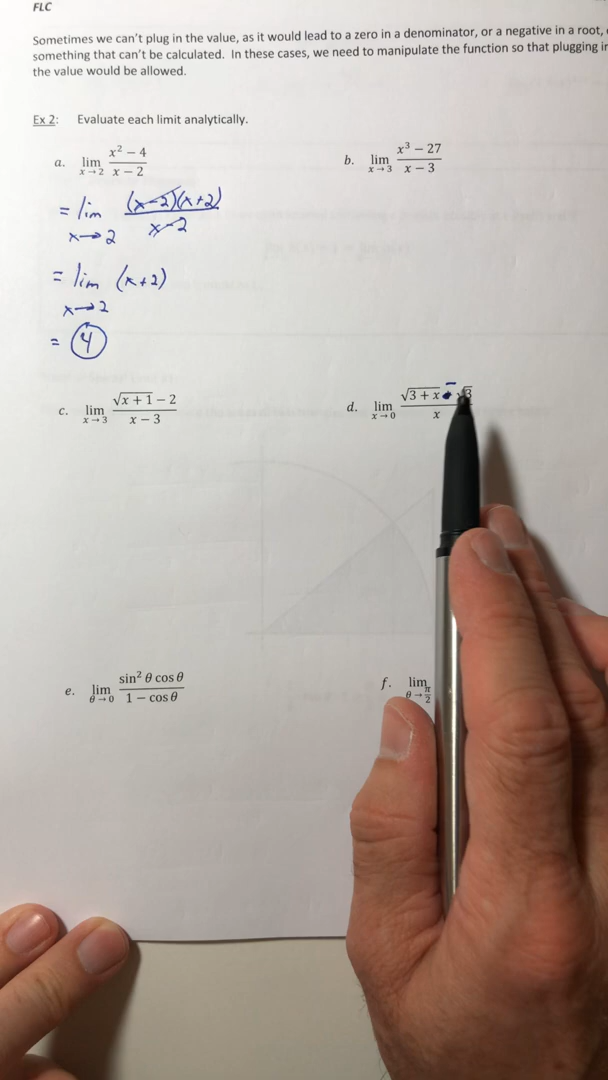 FLC
Sometimes we can't plug in the value, as it would lead to a zero in a denominator, or a negative in a root,
something that can't be calculated. In these cases, we need to manipulate the function so that plugging in
the value would be allowed.
Ex 2: Evaluate each limit analytically.
a. lim x→2 (x² − 4)/(x − 2)
b. lim x→3 (x³ − 27)/(x − 3)
= lim x→2 (x-2)(x+2)/(x-2)
= lim x→2 (x+2)
= 4
c. lim x→3 (√(x + 1) − 2)/(x − 3)
d. lim x→0 (√(3 + x) − √3)/x
e. lim θ→0 (sin² θ cos θ)/(1 − cos θ)
f. lim θ→π/2